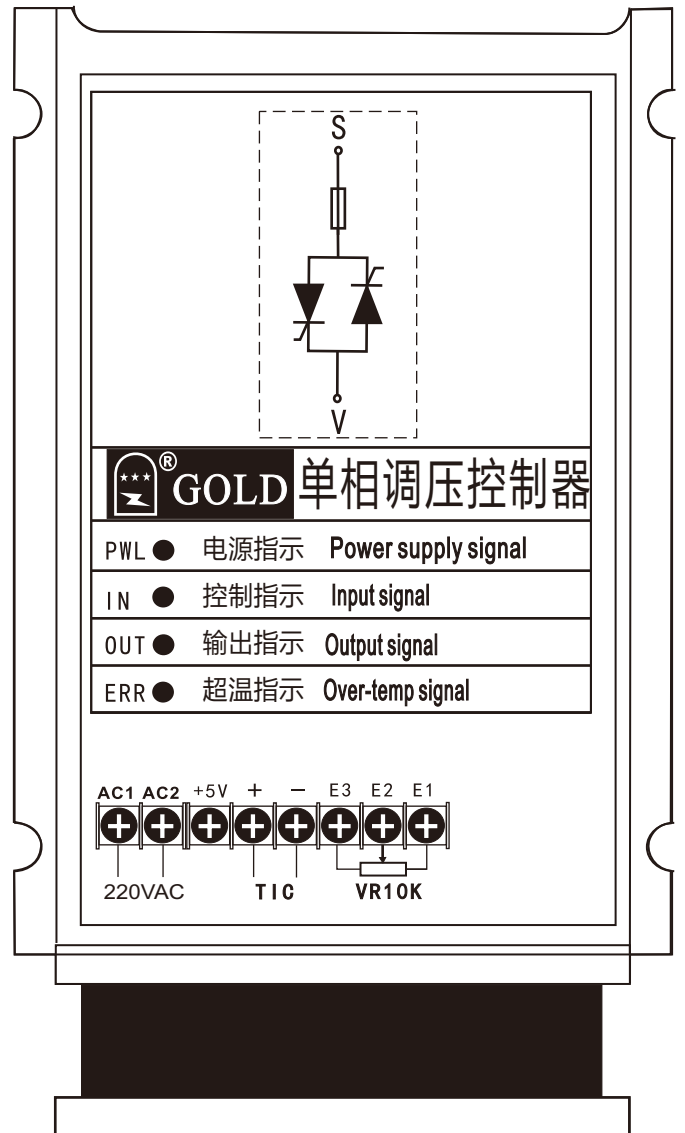 S
V
® GOLD 单相调压控制器
PWL 电源指示 Power supply signal
IN 控制指示 Input signal
OUT 输出指示 Output signal
ERR 超温指示 Over-temp signal
AC1 AC2 +5V + − E3 E2 E1
220VAC TIC VR10K